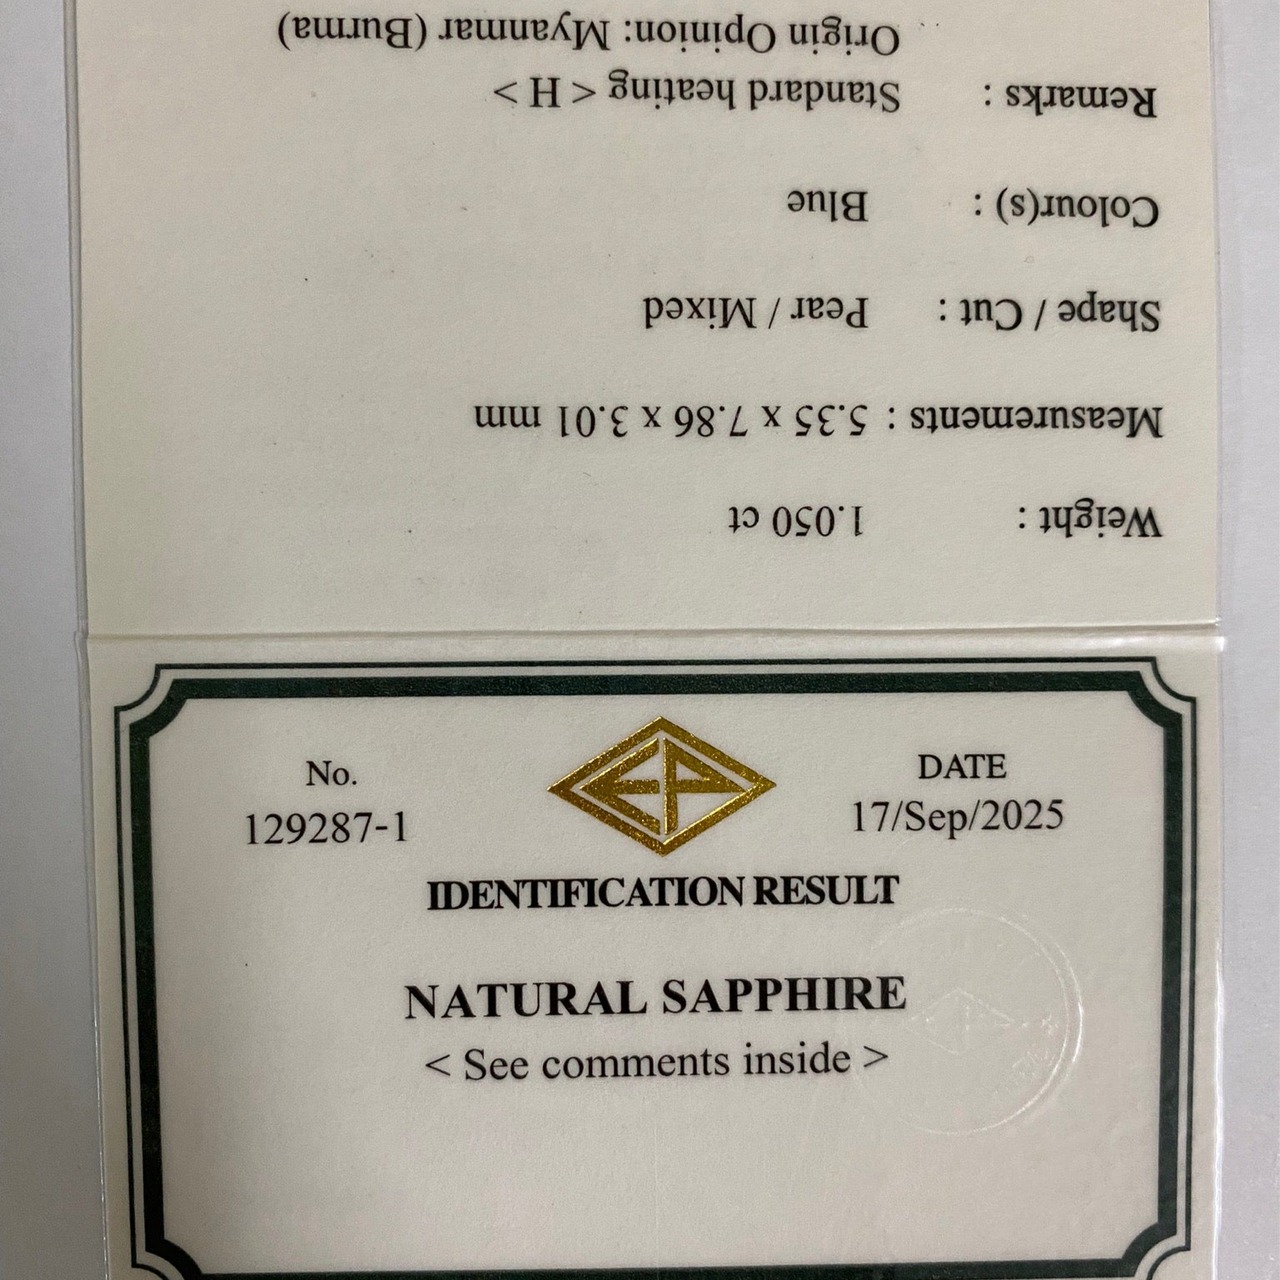 Weight : 1.050 ct
Measurements : 5.35 x 7.86 x 3.01 mm
Shape / Cut : Pear / Mixed
Colour(s) : Blue
Remarks : Standard heating < H >
Origin Opinion: Myanmar (Burma)
No.
129287-1
EP
DATE
17/Sep/2025
IDENTIFICATION RESULT
NATURAL SAPPHIRE
< See comments inside >